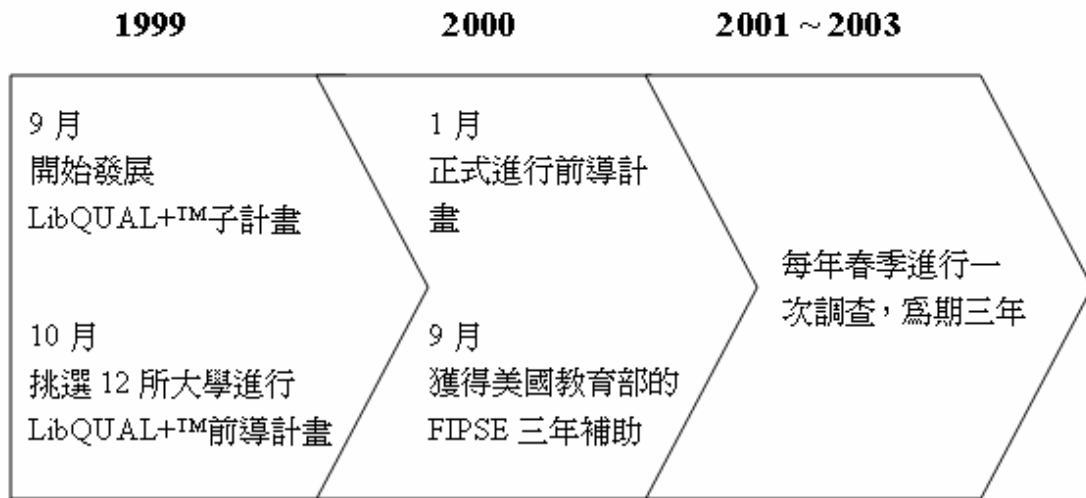 1999
2000
2001～2003
9 月
開始發展
LibQUAL+™子計畫
10 月
挑選 12 所大學進行
LibQUAL+™前導計畫
1 月
正式進行前導計
畫
9 月
獲得美國教育部的
FIPSE 三年補助
每年春季進行一
次調查，為期三年